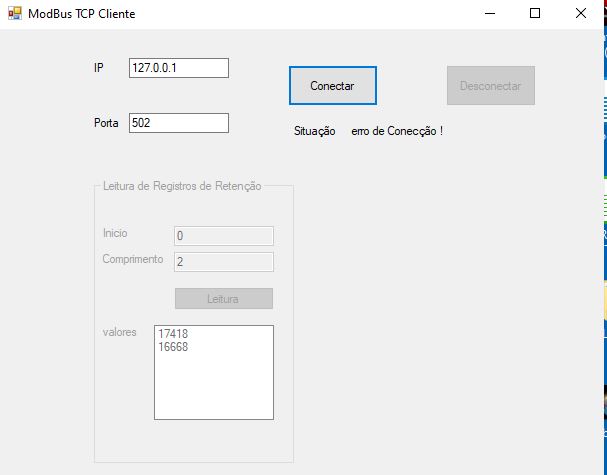 ModBus TCP Cliente
IP 127.0.0.1
Conectar Desconectar
Porta 502
Situação erro de Conecção !
Leitura de Registros de Retenção
Inicio 0
Comprimento 2
Leitura
valores 17418
16668